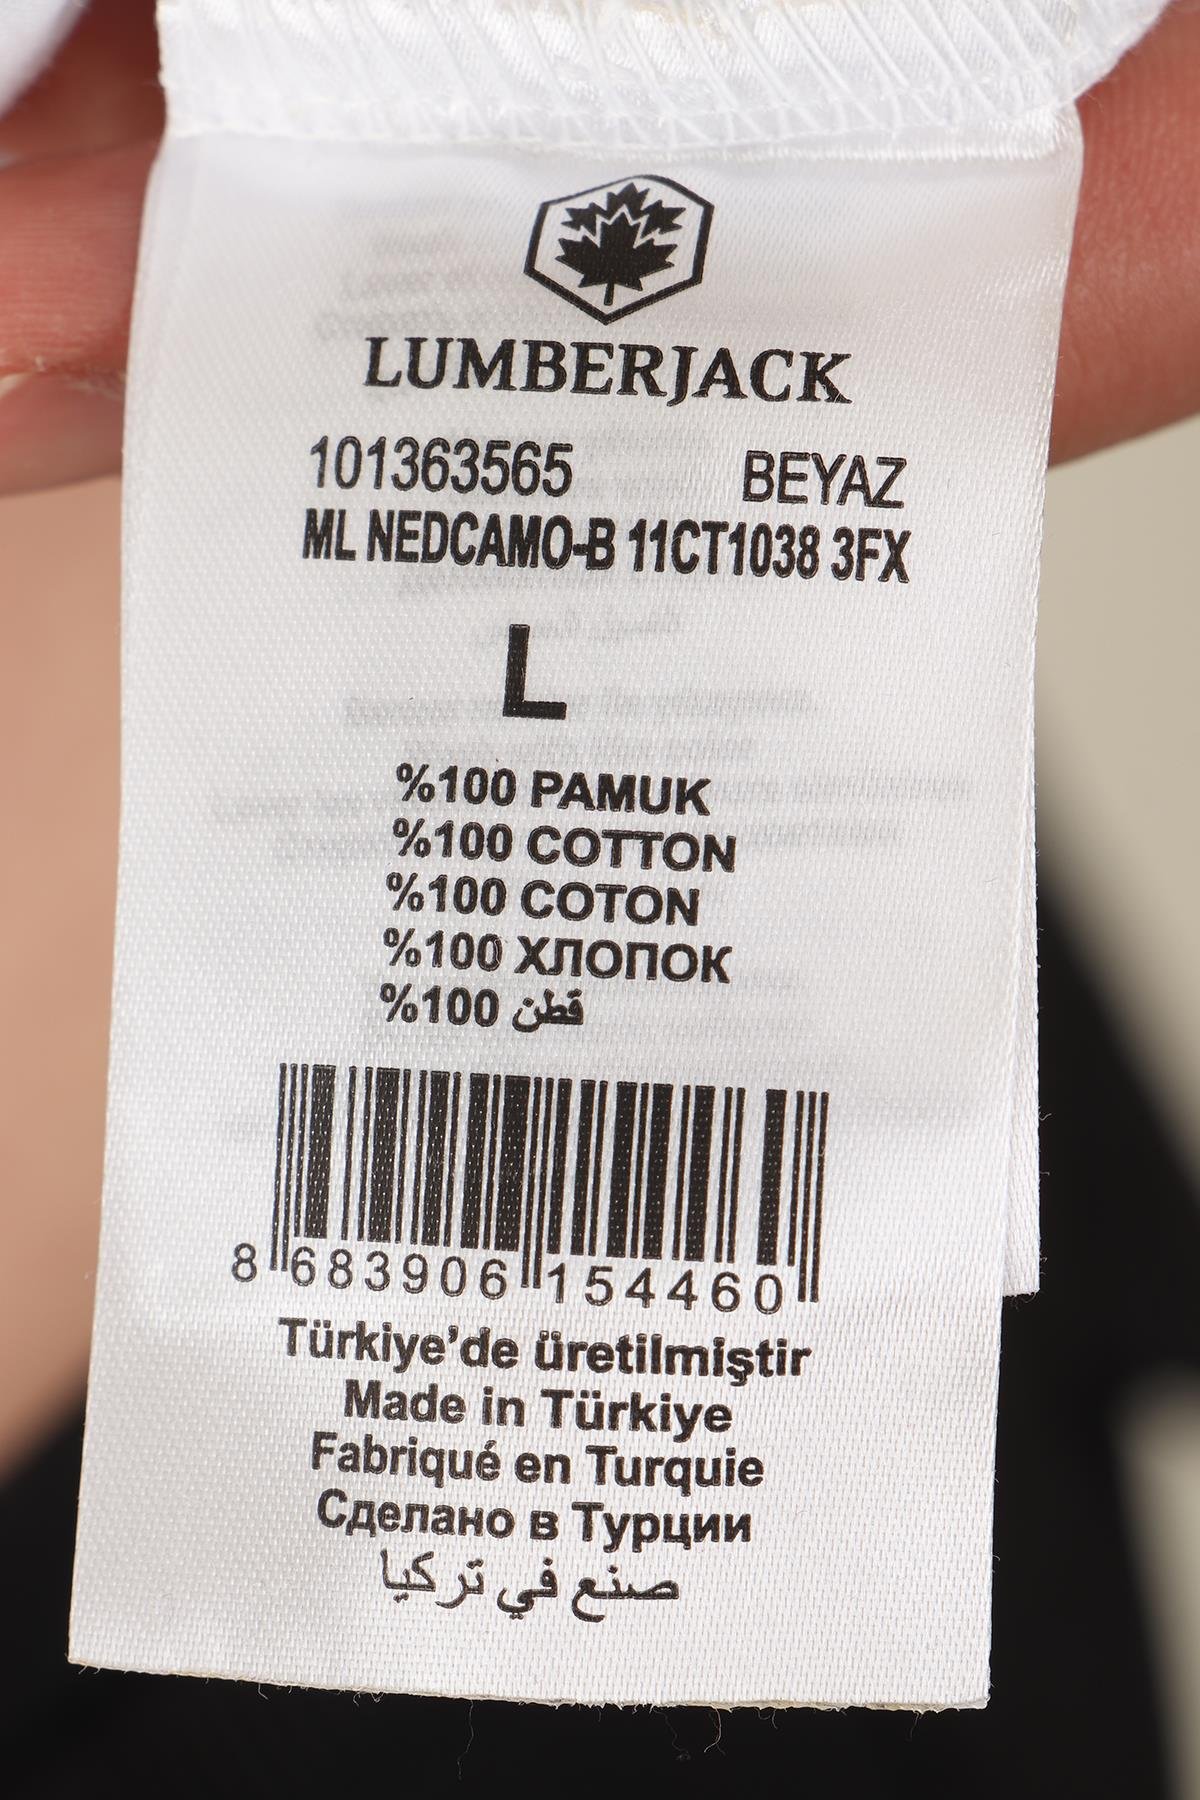 LUMBERJACK
101363565 BEYAZ
ML NEDCAMO-B 11CT1038 3FX
L
%100 PAMUK
%100 COTTON
%100 COTON
%100 ХЛОПОК
%100 قطن
8 683906 154460
Türkiye'de üretilmiştir
Made in Türkiye
Fabriqué en Turquie
Сделано в Турции
صنع في تركيا